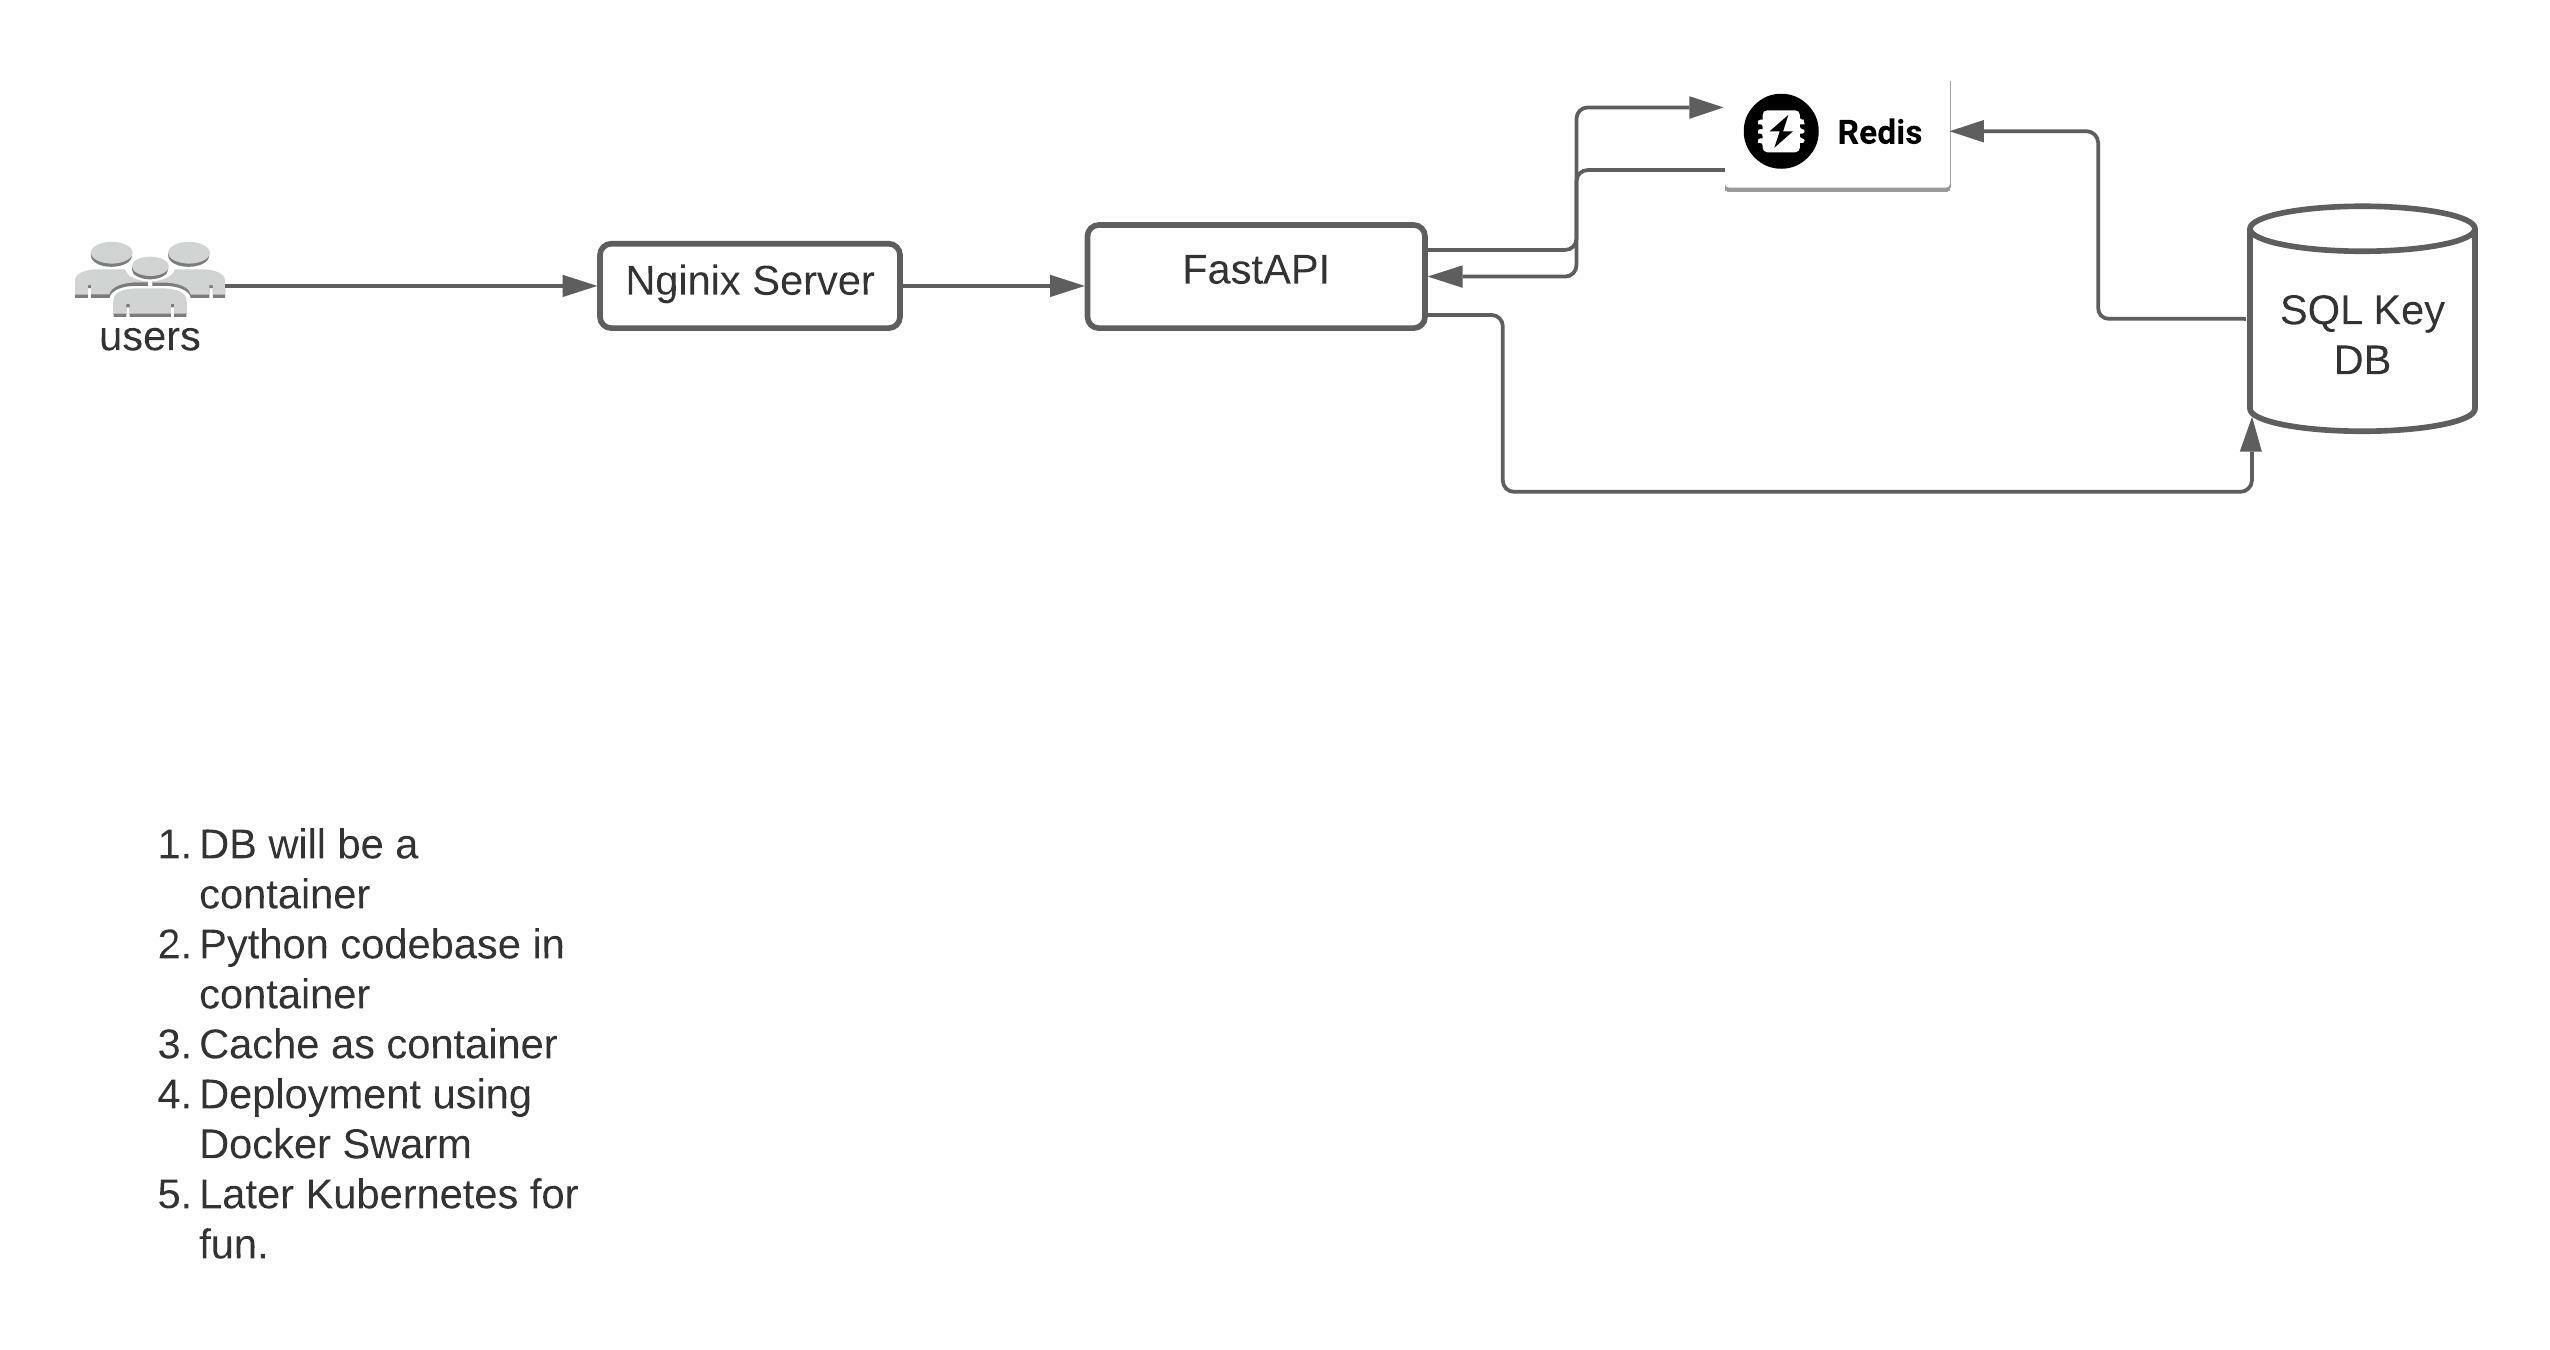 Redis
users
Nginix Server
FastAPI
SQL Key
DB
1. DB will be a
container
2. Python codebase in
container
3. Cache as container
4. Deployment using
Docker Swarm
5. Later Kubernetes for
fun.